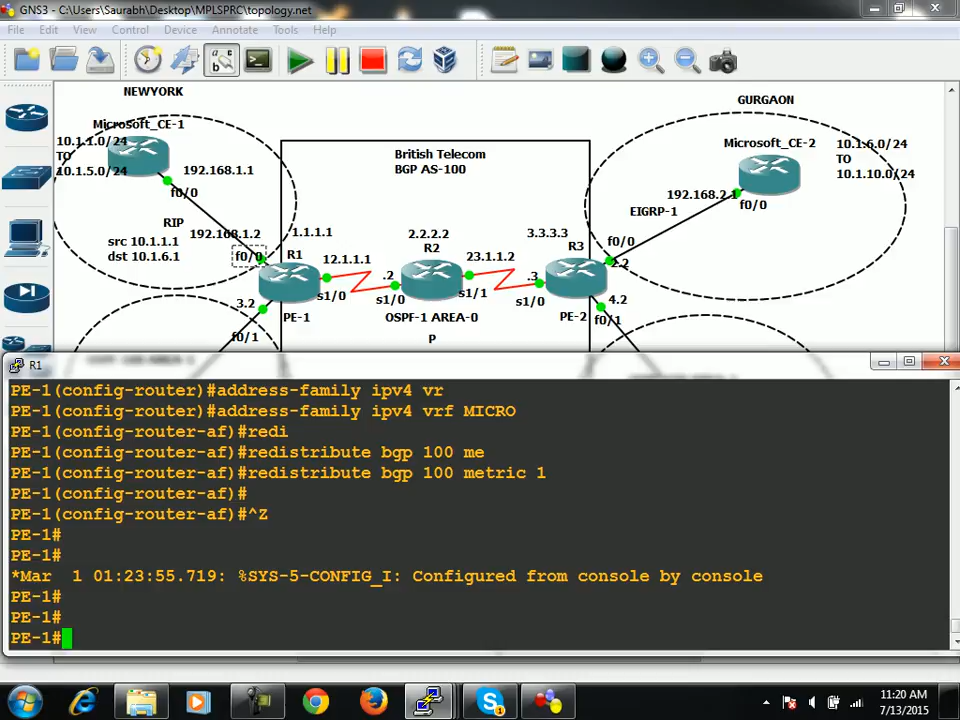 GNS3 - C:\Users\Saurabh\Desktop\MPLSPRC\topology.net
File Edit View Control Device Annotate Tools Help
NEWYORK
GURGAON
Microsoft_CE-1
10.1.1.0/24
TO
10.1.5.0/24
192.168.1.1
f0/0
British Telecom
BGP AS-100
Microsoft_CE-2
10.1.6.0/24
TO
10.1.10.0/24
192.168.2.1
f0/0
EIGRP-1
RIP
192.168.1.2
src 10.1.1.1
dst 10.1.6.1
f0/0
1.1.1.1
R1
12.1.1.1
s1/0
2.2.2.2
R2
.2
s1/0
23.1.1.2
s1/1
3.3.3.3
R3
.3
s1/0
f0/0
2.2
3.2
PE-1
f0/1
OSPF-1 AREA-0
P
PE-2
4.2
f0/1
R1
PE-1(config-router)#address-family ipv4 vr
PE-1(config-router)#address-family ipv4 vrf MICRO
PE-1(config-router-af)#redi
PE-1(config-router-af)#redistribute bgp 100 me
PE-1(config-router-af)#redistribute bgp 100 metric 1
PE-1(config-router-af)#
PE-1(config-router-af)#^Z
PE-1#
PE-1#
*Mar  1 01:23:55.719: %SYS-5-CONFIG_I: Configured from console by console
PE-1#
PE-1#
PE-1#
11:20 AM
7/13/2015